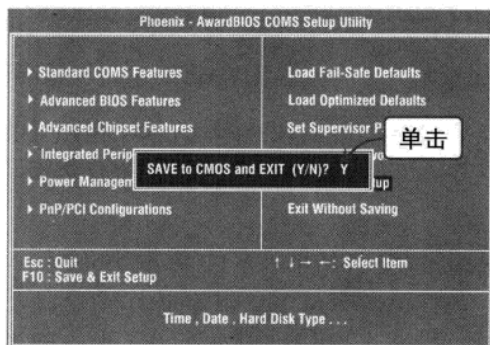 Phoenix - AwardBIOS COMS Setup Utility
▸ Standard COMS Features
▸ Advanced BIOS Features
▸ Advanced Chipset Features
▸ Integrated Perip
▸ Power Managem
▸ PnP/PCI Configurations
Load Fail-Safe Defaults
Load Optimized Defaults
Set Supervisor P
up
Exit Without Saving
SAVE to CMOS and EXIT (Y/N)? Y
单击
Esc : Quit
F10 : Save & Exit Setup
↑ ↓ → ←: Select Item
Time , Date , Hard Disk Type . . .